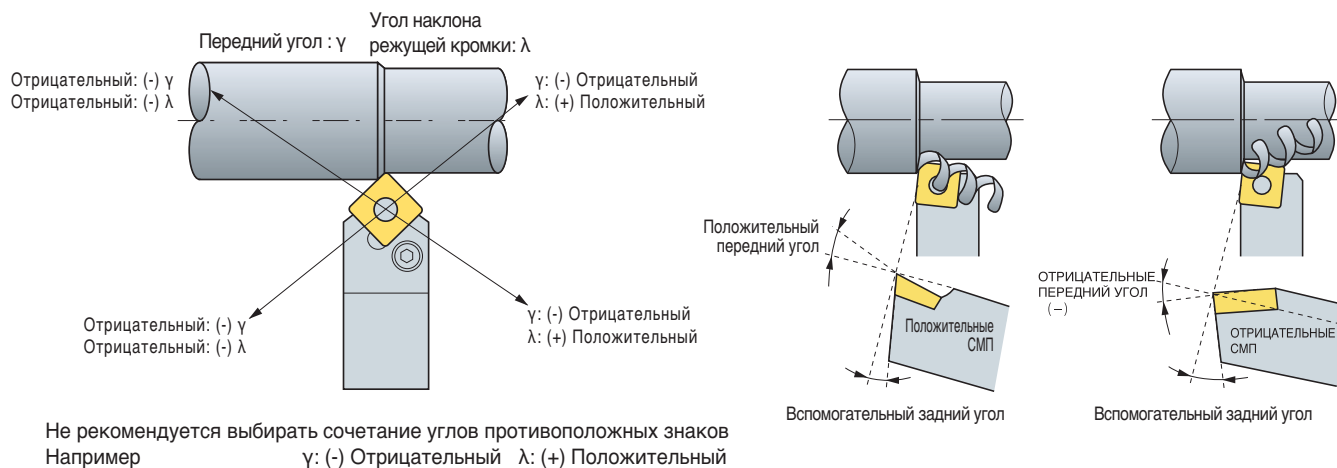 Передний угол : γ
Угол наклона
режущей кромки: λ
Отрицательный: (-) γ
Отрицательный: (-) λ
γ: (-) Отрицательный
λ: (+) Положительный
Отрицательный: (-) γ
Отрицательный: (-) λ
γ: (-) Отрицательный
λ: (+) Положительный
Не рекомендуется выбирать сочетание углов противоположных знаков
Например γ: (-) Отрицательный λ: (+) Положительный
Положительный
передний угол
Положительные
СМП
Вспомогательный задний угол
ОТРИЦАТЕЛЬНЫЕ
ПЕРЕДНИЙ УГОЛ
(−)
ОТРИЦАТЕЛЬНЫЕ
СМП
Вспомогательный задний угол